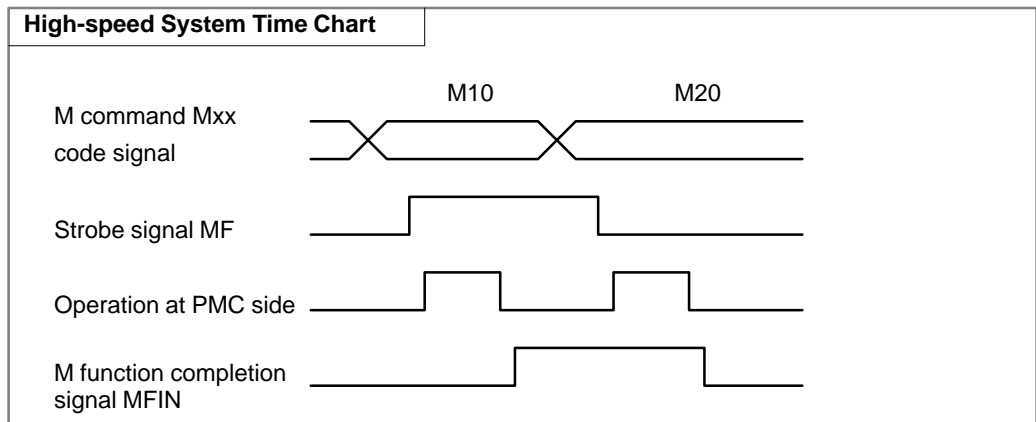 High-speed System Time Chart
M10 M20
M command Mxx
code signal
Strobe signal MF
Operation at PMC side
M function completion
signal MFIN